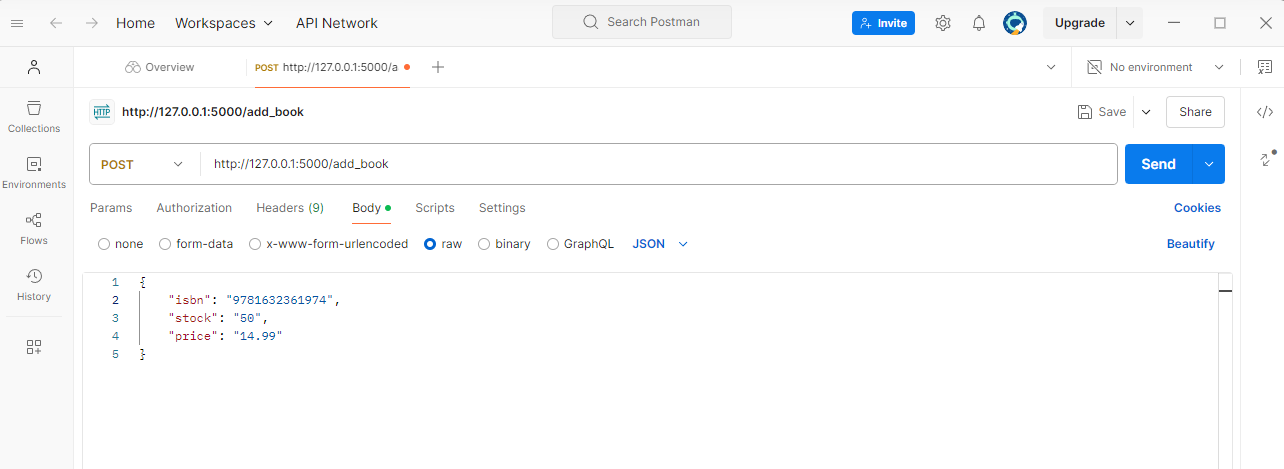 Home Workspaces API Network Search Postman Invite Upgrade
Overview POST http://127.0.0.1:5000/a No environment
HTTP http://127.0.0.1:5000/add_book Save Share
Collections
POST http://127.0.0.1:5000/add_book Send
Environments
Params Authorization Headers (9) Body Scripts Settings Cookies
Flows
none form-data x-www-form-urlencoded raw binary GraphQL JSON Beautify
History
1 {
2 "isbn": "9781632361974",
3 "stock": "50",
4 "price": "14.99"
5 }